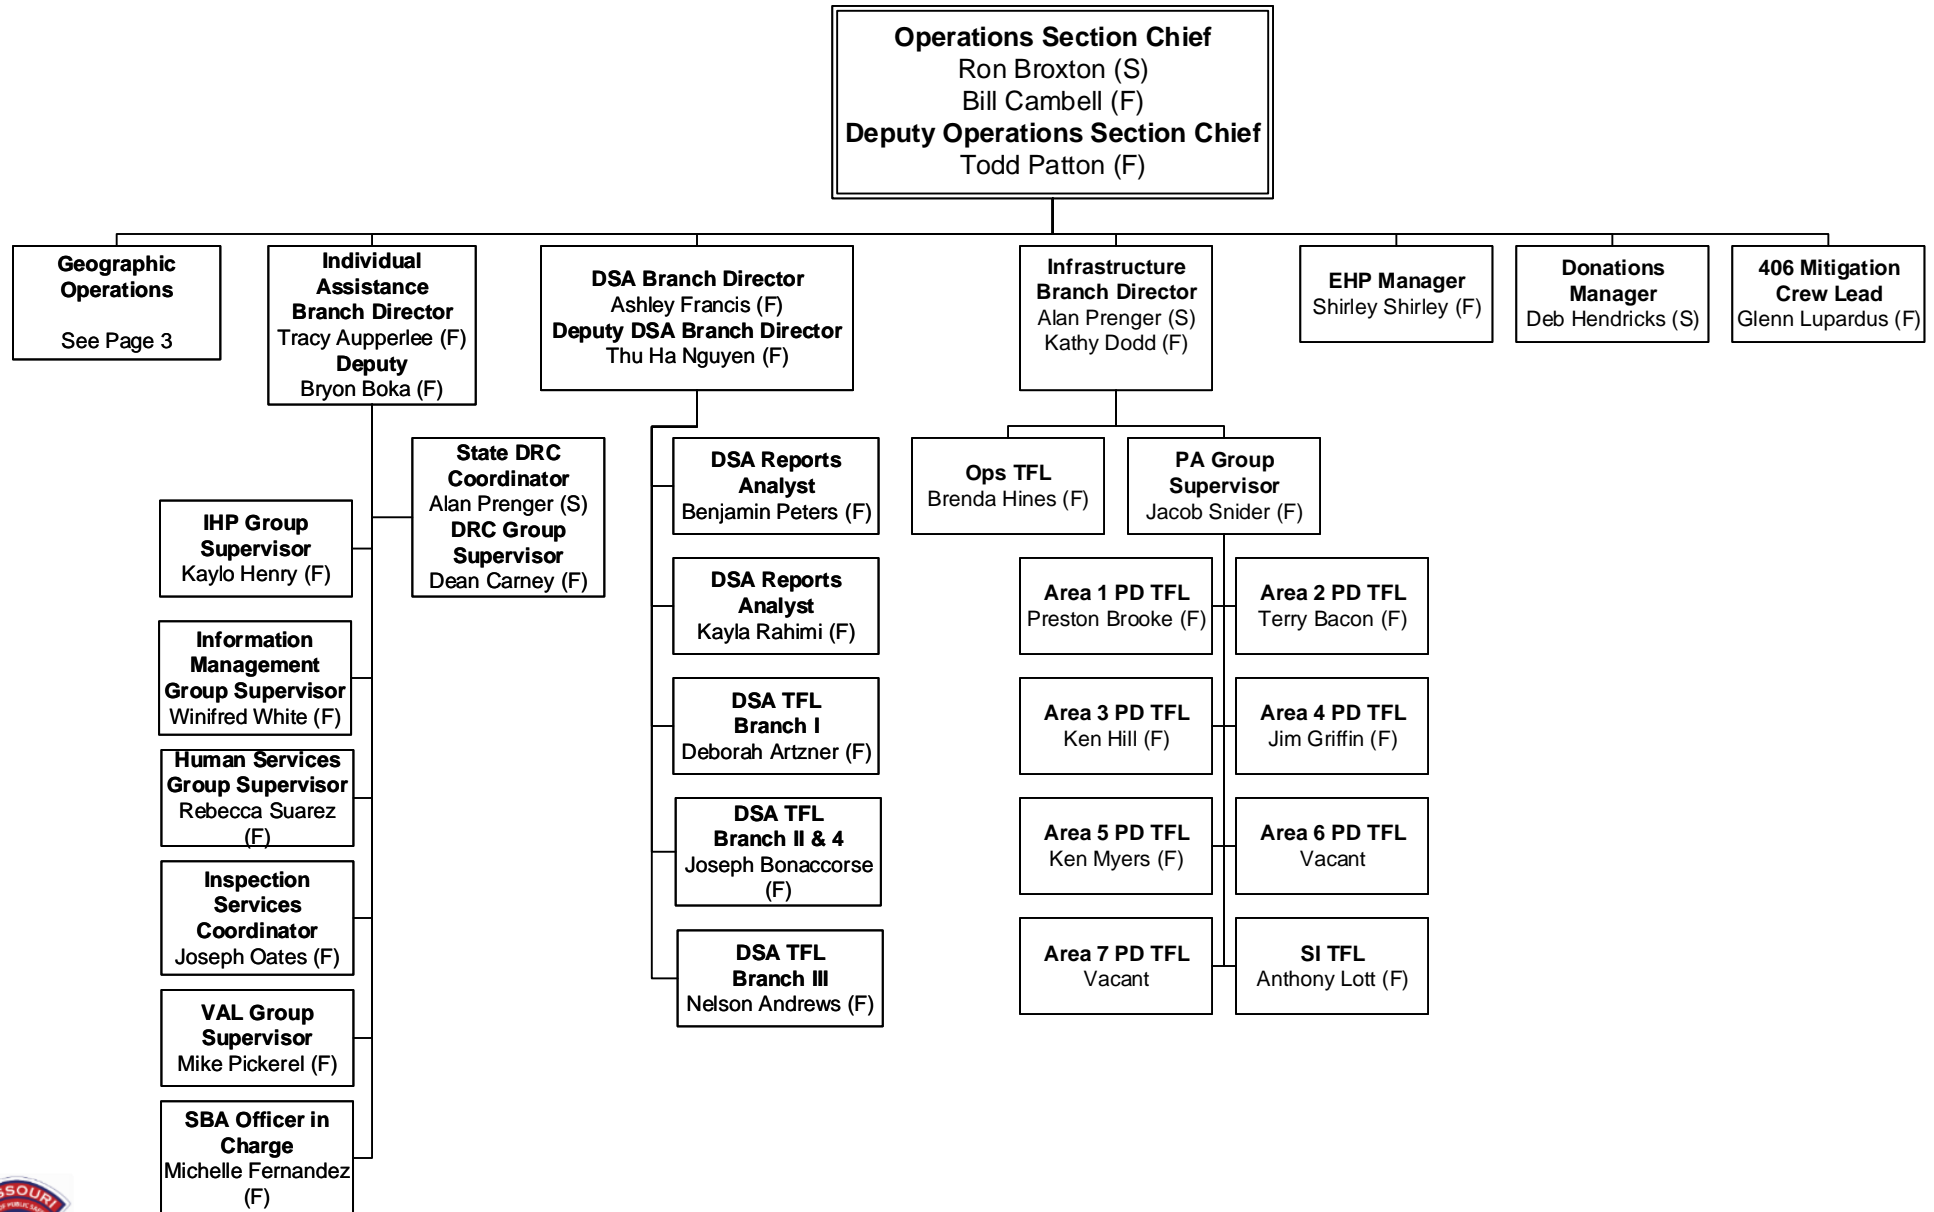 Operations Section Chief
Ron Broxton (S)
Bill Cambell (F)
Deputy Operations Section Chief
Todd Patton (F)
Geographic
Operations
See Page 3
Individual
Assistance
Branch Director
Tracy Aupperlee (F)
Deputy
Bryon Boka (F)
DSA Branch Director
Ashley Francis (F)
Deputy DSA Branch Director
Thu Ha Nguyen (F)
Infrastructure
Branch Director
Alan Prenger (S)
Kathy Dodd (F)
EHP Manager
Shirley Shirley (F)
Donations
Manager
Deb Hendricks (S)
406 Mitigation
Crew Lead
Glenn Lupardus (F)
State DRC
Coordinator
Alan Prenger (S)
DRC Group
Supervisor
Dean Carney (F)
IHP Group
Supervisor
Kaylo Henry (F)
Information
Management
Group Supervisor
Winifred White (F)
Human Services
Group Supervisor
Rebecca Suarez
(F)
Inspection
Services
Coordinator
Joseph Oates (F)
VAL Group
Supervisor
Mike Pickerel (F)
SBA Officer in
Charge
Michelle Fernandez
(F)
DSA Reports
Analyst
Benjamin Peters (F)
DSA Reports
Analyst
Kayla Rahimi (F)
DSA TFL
Branch I
Deborah Artzner (F)
DSA TFL
Branch II & 4
Joseph Bonaccorse
(F)
DSA TFL
Branch III
Nelson Andrews (F)
Ops TFL
Brenda Hines (F)
PA Group
Supervisor
Jacob Snider (F)
Area 1 PD TFL
Preston Brooke (F)
Area 2 PD TFL
Terry Bacon (F)
Area 3 PD TFL
Ken Hill (F)
Area 4 PD TFL
Jim Griffin (F)
Area 5 PD TFL
Ken Myers (F)
Area 6 PD TFL
Vacant
Area 7 PD TFL
Vacant
SI TFL
Anthony Lott (F)